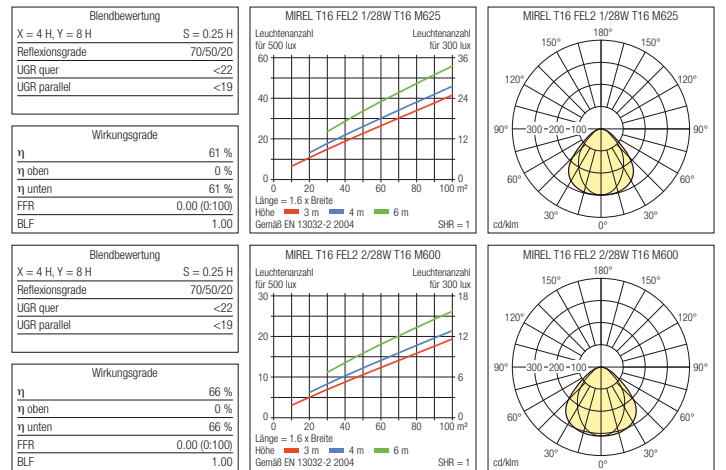 Blendbewertung
X = 4 H, Y = 8 H S = 0.25 H
Reflexionsgrade 70/50/20
UGR quer <22
UGR parallel <19
Wirkungsgrade
η 61 %
η oben 0 %
η unten 61 %
FFR 0.00 (0:100)
BLF 1.00
MIREL T16 FEL2 1/28W T16 M625
Leuchtenanzahl Leuchtenanzahl
für 500 lux für 300 lux
60 36
40 24
20 12
0 0
0 20 40 60 80 100 m²
Länge = 1.6 x Breite
Höhe 3 m 4 m 6 m
Gemäß EN 13032-2 2004 SHR = 1
MIREL T16 FEL2 1/28W T16 M625
180°
150° 150°
120° 120°
90° 300 200 100 90°
60° 60°
30° 30°
cd/klm 0°
Blendbewertung
X = 4 H, Y = 8 H S = 0.25 H
Reflexionsgrade 70/50/20
UGR quer <22
UGR parallel <19
Wirkungsgrade
η 66 %
η oben 0 %
η unten 66 %
FFR 0.00 (0:100)
BLF 1.00
MIREL T16 FEL2 2/28W T16 M600
Leuchtenanzahl Leuchtenanzahl
für 500 lux für 300 lux
30 18
20 12
10 6
0 0
0 20 40 60 80 100 m²
Länge = 1.6 x Breite
Höhe 3 m 4 m 6 m
Gemäß EN 13032-2 2004 SHR = 1
MIREL T16 FEL2 2/28W T16 M600
180°
150° 150°
120° 120°
90° 300 200 100 90°
60° 60°
30° 30°
cd/klm 0°